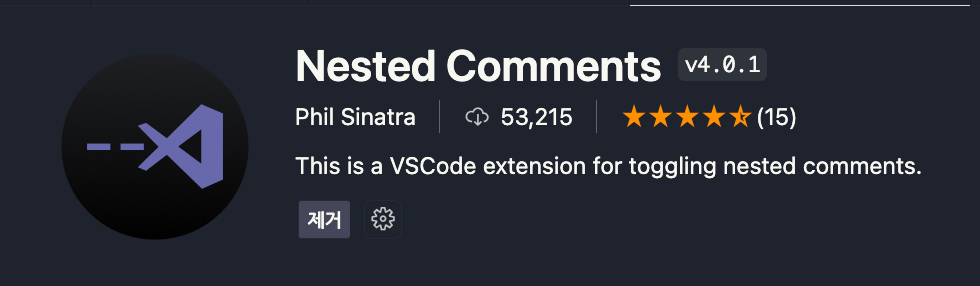 Nested Comments v4.0.1
Phil Sinatra 53,215 (15)
This is a VSCode extension for toggling nested comments.
제거